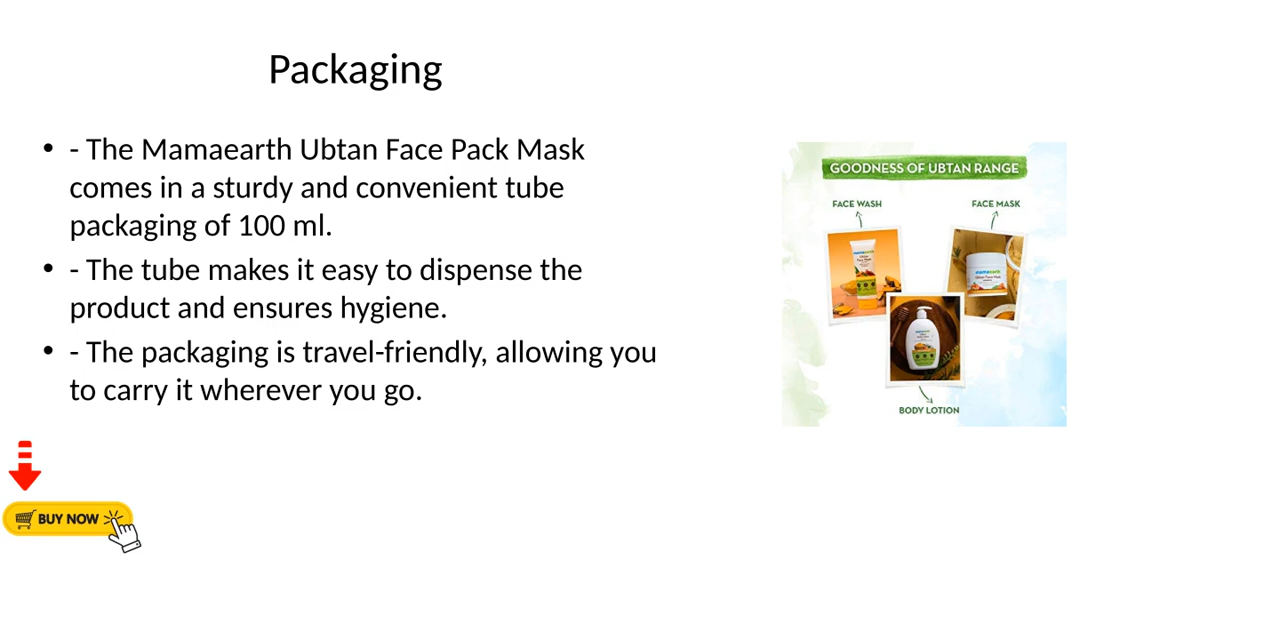 Packaging
• - The Mamaearth Ubtan Face Pack Mask
comes in a sturdy and convenient tube
packaging of 100 ml.
• - The tube makes it easy to dispense the
product and ensures hygiene.
• - The packaging is travel-friendly, allowing you
to carry it wherever you go.
BUY NOW
GOODNESS OF UBTAN RANGE
FACE WASH
FACE MASK
mamaearth
mamaearth
BODY LOTION